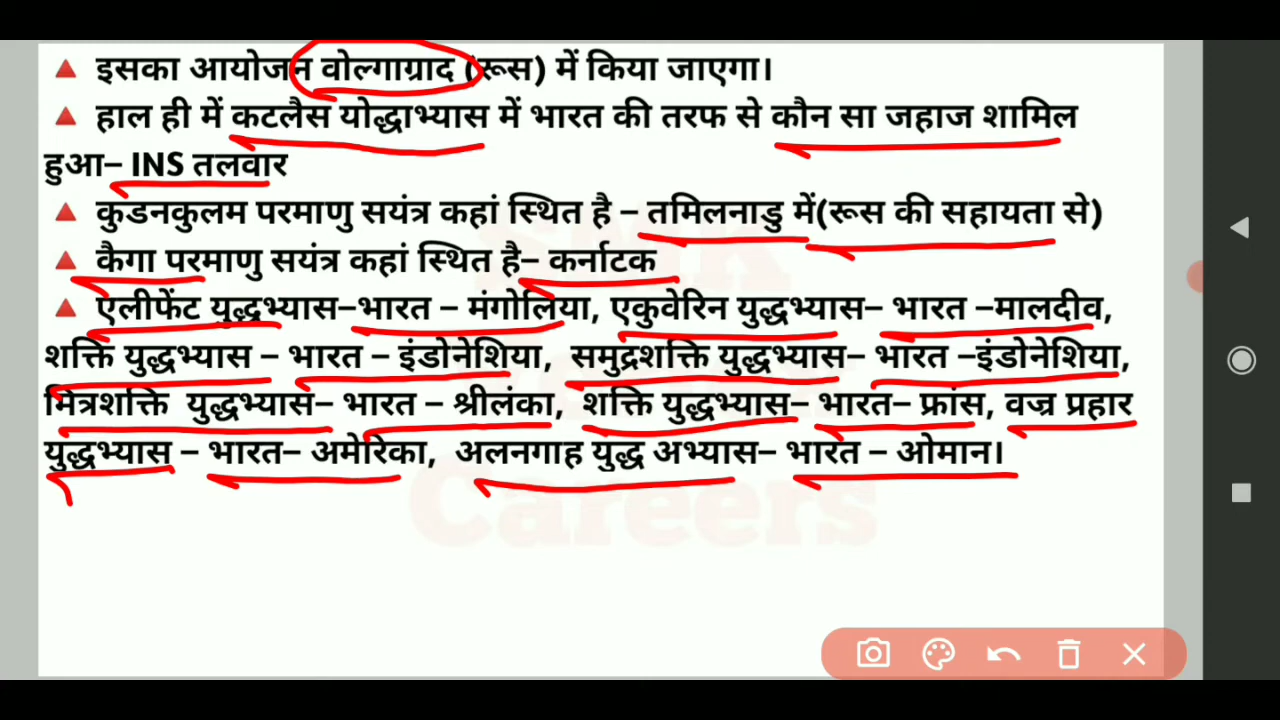 🔺 इसका आयोजन वोल्गाग्राद (रूस) में किया जाएगा।
🔺 हाल ही में कटलैस योद्धाभ्यास में भारत की तरफ से कौन सा जहाज शामिल
हुआ– INS तलवार
🔺 कुडनकुलम परमाणु सयंत्र कहां स्थित है – तमिलनाडु में(रूस की सहायता से)
🔺 कैगा परमाणु सयंत्र कहां स्थित है– कर्नाटक
🔺 एलीफेंट युद्धभ्यास–भारत – मंगोलिया, एकुवेरिन युद्धभ्यास– भारत –मालदीव,
शक्ति युद्धभ्यास – भारत – इंडोनेशिया, समुद्रशक्ति युद्धभ्यास– भारत –इंडोनेशिया,
मित्रशक्ति युद्धभ्यास– भारत – श्रीलंका, शक्ति युद्धभ्यास– भारत– फ्रांस, वज्र प्रहार
युद्धभ्यास – भारत– अमेरिका, अलनगाह युद्ध अभ्यास– भारत – ओमान।
Careers